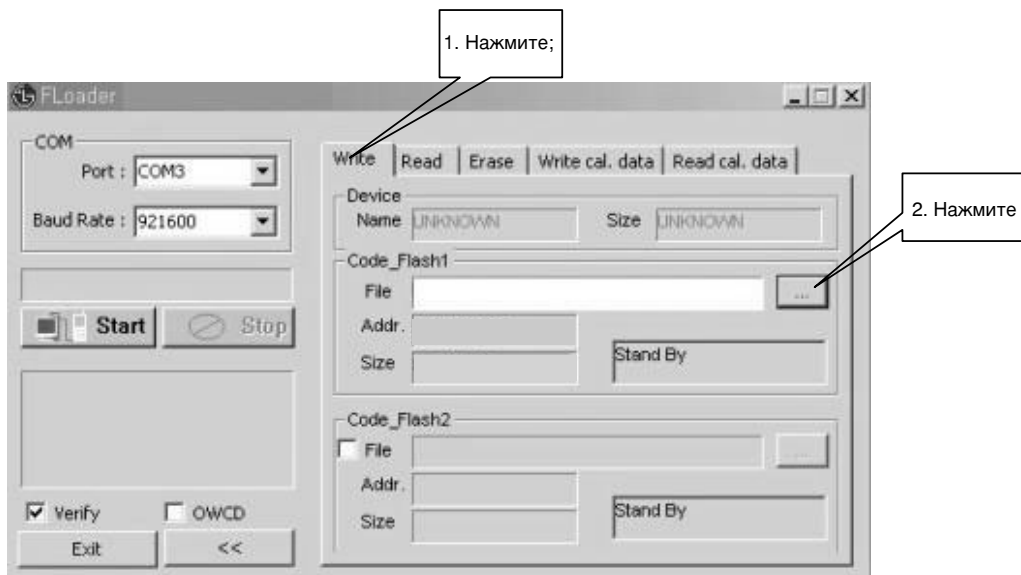 1. Нажмите;
FLoader
COM
Port : COM3
Baud Rate : 921600
Start Stop
Verify OWCD
Exit <<
Write Read Erase Write cal. data Read cal. data
Device
Name UNKNOWN Size UNKNOWN
Code_Flash1
File ...
Addr.
Size Stand By
Code_Flash2
File ...
Addr.
Size Stand By
2. Нажмите